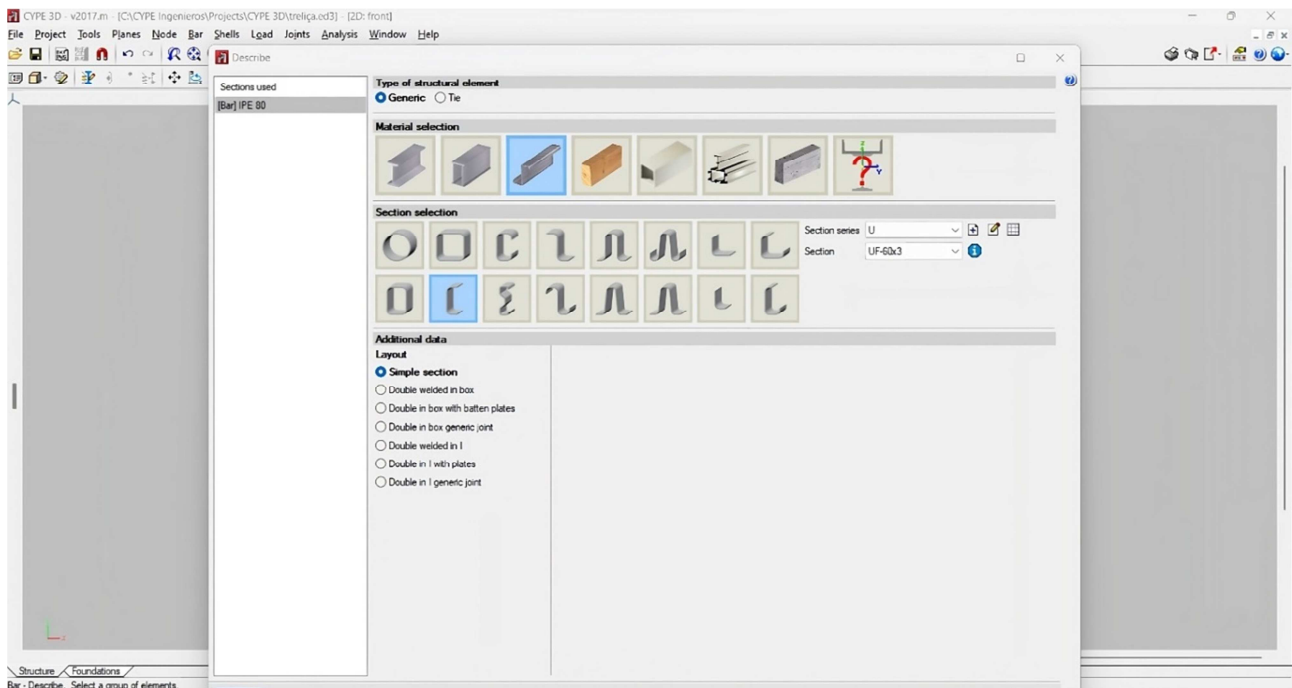 CYPE 3D - v2017.m - [C:\CYPE Ingenieros\Projects\CYPE 3D\treliça.ed3] - [2D: front]
File Project Tools Planes Node Bar Shells Load Joints Analysis Window Help
Describe
Sections used
[Bar] IPE 80
Type of structural element
Generic Tie
Material selection
Section selection
Section series U
Section UF-60x3
Additional data
Layout
Simple section
Double welded in box
Double in box with batten plates
Double in box generic joint
Double welded in I
Double in I with plates
Double in I generic joint
Structure Foundations
Bar - Describe. Select a group of elements.